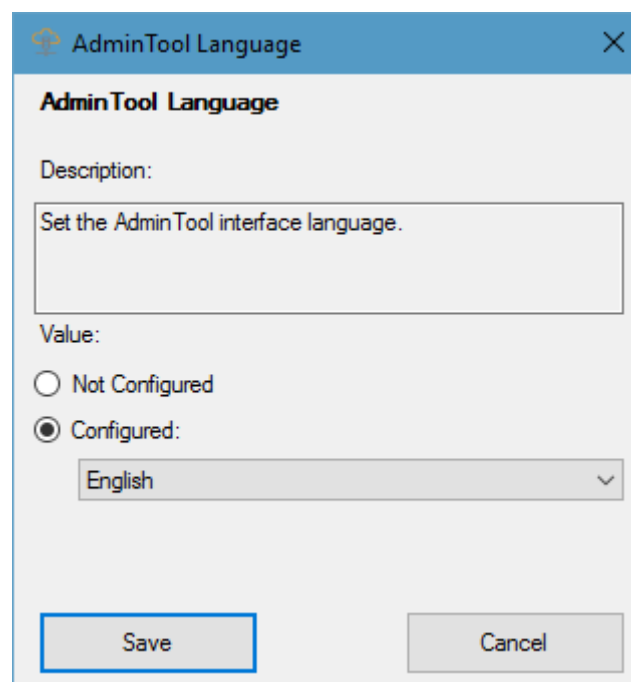 AdminTool Language
AdminTool Language
Description:
Set the AdminTool interface language.
Value:
Not Configured
Configured:
English
Save
Cancel